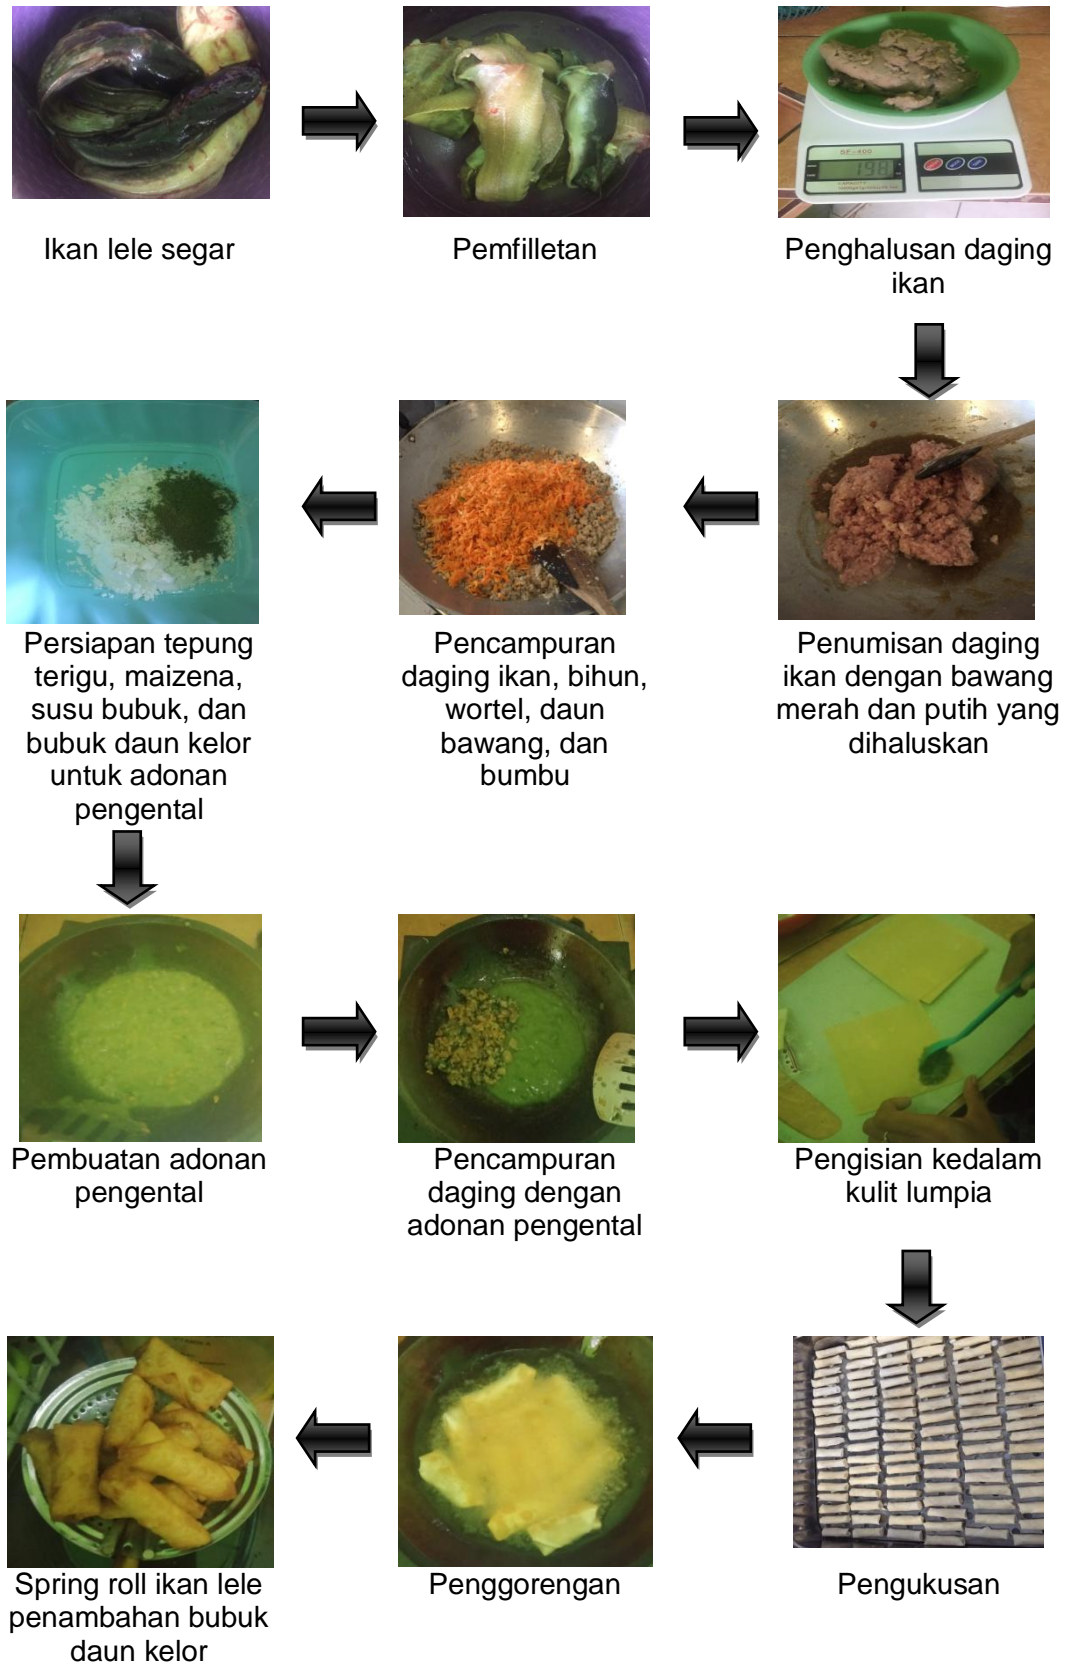 SF-400
198
Ikan lele segar
Pemfilletan
Penghalusan daging
ikan
Persiapan tepung
terigu, maizena,
susu bubuk, dan
bubuk daun kelor
untuk adonan
pengental
Pencampuran
daging ikan, bihun,
wortel, daun
bawang, dan
bumbu
Penumisan daging
ikan dengan bawang
merah dan putih yang
dihaluskan
Pembuatan adonan
pengental
Pencampuran
daging dengan
adonan pengental
Pengisian kedalam
kulit lumpia
Spring roll ikan lele
penambahan bubuk
daun kelor
Penggorengan
Pengukusan